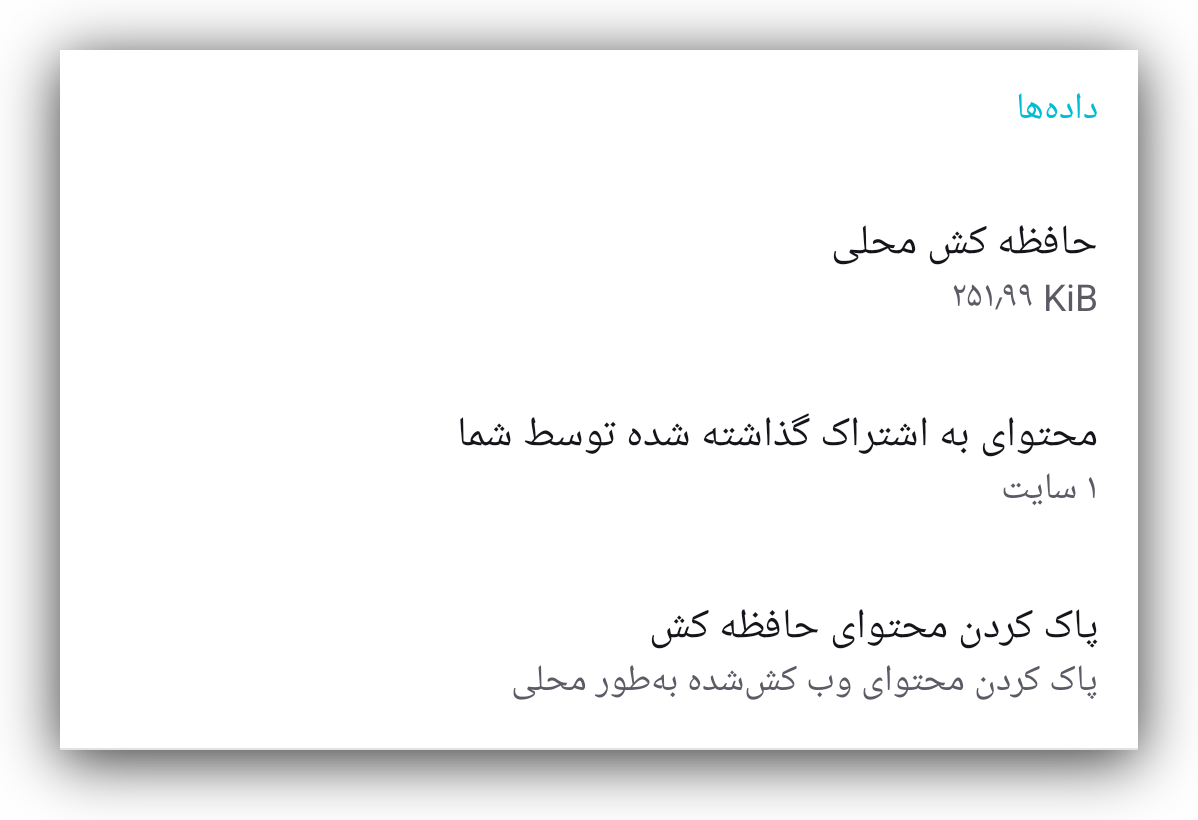 داده‌ها
حافظه کش محلی
۲۵۱٫۹۹ KiB
محتوای به اشتراک گذاشته شده توسط شما
۱ سایت
پاک کردن محتوای حافظه کش
پاک کردن محتوای وب کش‌شده به‌طور محلی